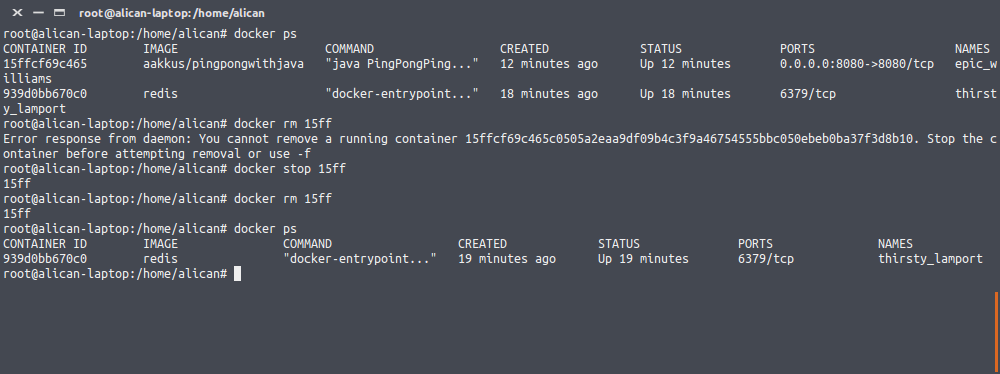 root@alican-laptop:/home/alican
root@alican-laptop:/home/alican# docker ps
CONTAINER ID        IMAGE                     COMMAND                  CREATED             STATUS              PORTS                    NAMES
15ffcf69c465        aakkus/pingpongwithjava   "java PingPongPing..."   12 minutes ago      Up 12 minutes       0.0.0.0:8080->8080/tcp   epic_w
illiams
939d0bb670c0        redis                     "docker-entrypoint..."   18 minutes ago      Up 18 minutes       6379/tcp                 thirst
y_lamport
root@alican-laptop:/home/alican# docker rm 15ff
Error response from daemon: You cannot remove a running container 15ffcf69c465c0505a2eaa9df09b4c3f9a46754555bbc050ebeb0ba37f3d8b10. Stop the c
ontainer before attempting removal or use -f
root@alican-laptop:/home/alican# docker stop 15ff
15ff
root@alican-laptop:/home/alican# docker rm 15ff
15ff
root@alican-laptop:/home/alican# docker ps
CONTAINER ID        IMAGE               COMMAND                  CREATED             STATUS              PORTS               NAMES
939d0bb670c0        redis               "docker-entrypoint..."   19 minutes ago      Up 19 minutes       6379/tcp            thirsty_lamport
root@alican-laptop:/home/alican#